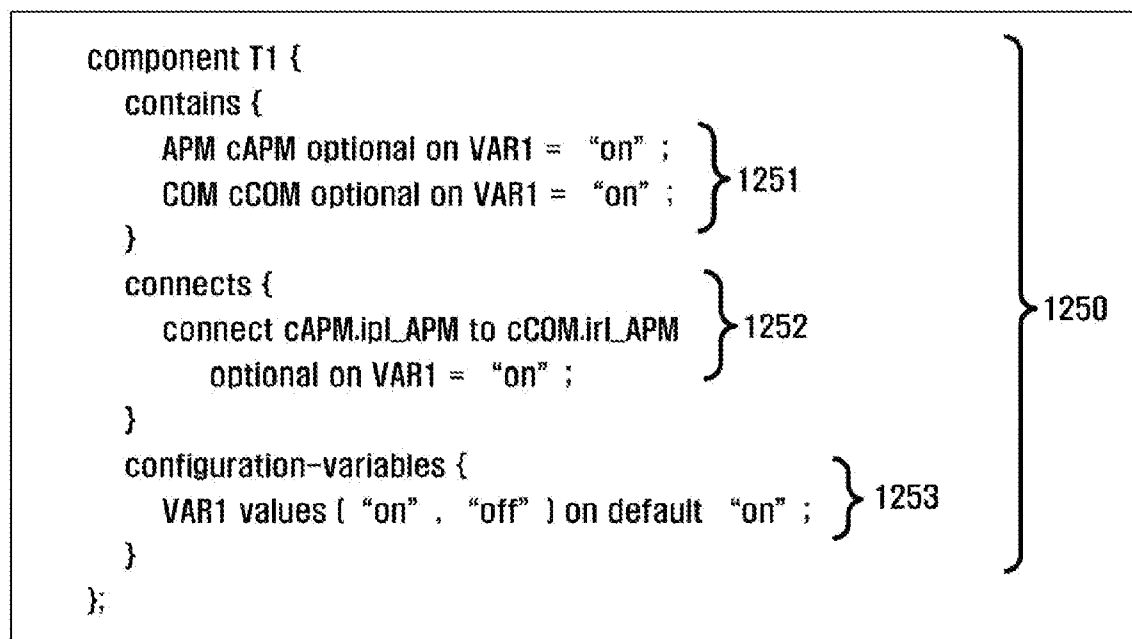 component T1 {
contains {
APM cAPM optional on VAR1 = “on” ;
COM cCOM optional on VAR1 = “on” ;
1251
}
connects {
connect cAPM.ipl_APM to cCOM.irl_APM
optional on VAR1 = “on” ;
1252
}
configuration-variables {
VAR1 values ( “on” , “off” ) on default “on” ;
1253
}
};
1250